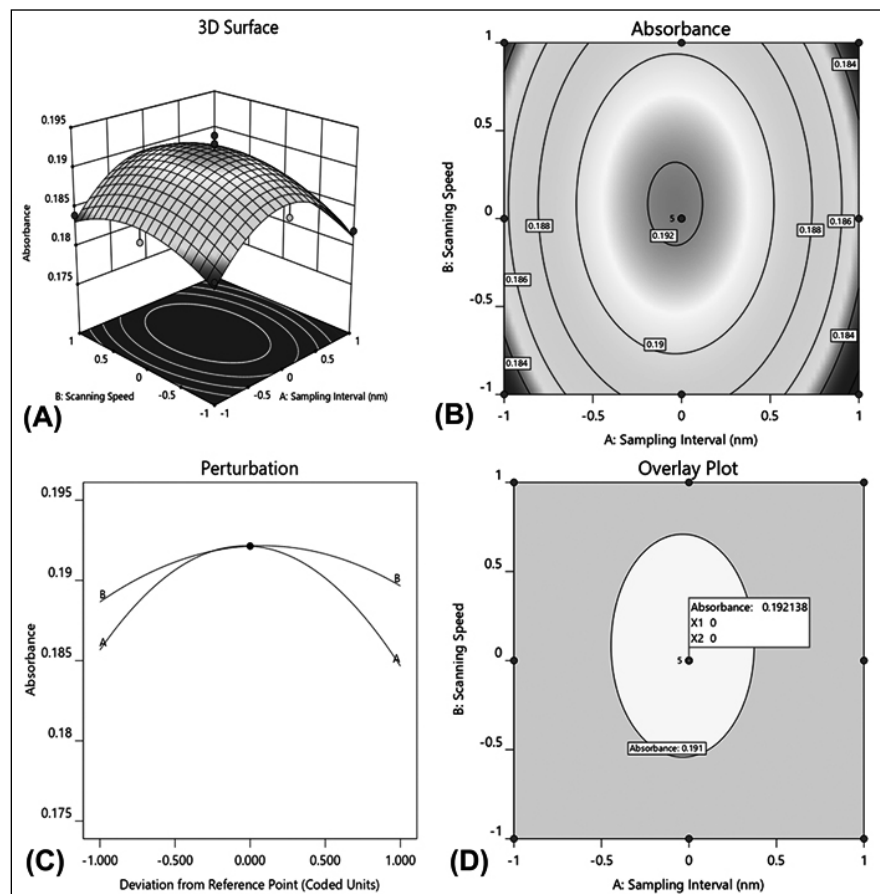 3D Surface
0.195
0.19
0.185
0.18
0.175
Absorbance
1
0.5
0
-0.5
-1
B: Scanning Speed
-1
-0.5
0
0.5
1
A: Sampling Interval (nm)
(A)
Absorbance
1
0.5
0
-0.5
-1
B: Scanning Speed
0.184
0.188
0.186
0.188
5
0.192
0.186
0.19
0.184
0.184
-1
-0.5
0
0.5
1
A: Sampling Interval (nm)
(B)
Perturbation
0.195
0.19
0.185
0.18
0.175
Absorbance
B
B
A
A
-1.000
-0.500
0.000
0.500
1.000
Deviation from Reference Point (Coded Units)
(C)
Overlay Plot
1
0.5
0
-0.5
-1
B: Scanning Speed
Absorbance: 0.192138
X1 0
X2 0
5
Absorbance: 0.191
-1
-0.5
0
0.5
1
A: Sampling Interval (nm)
(D)